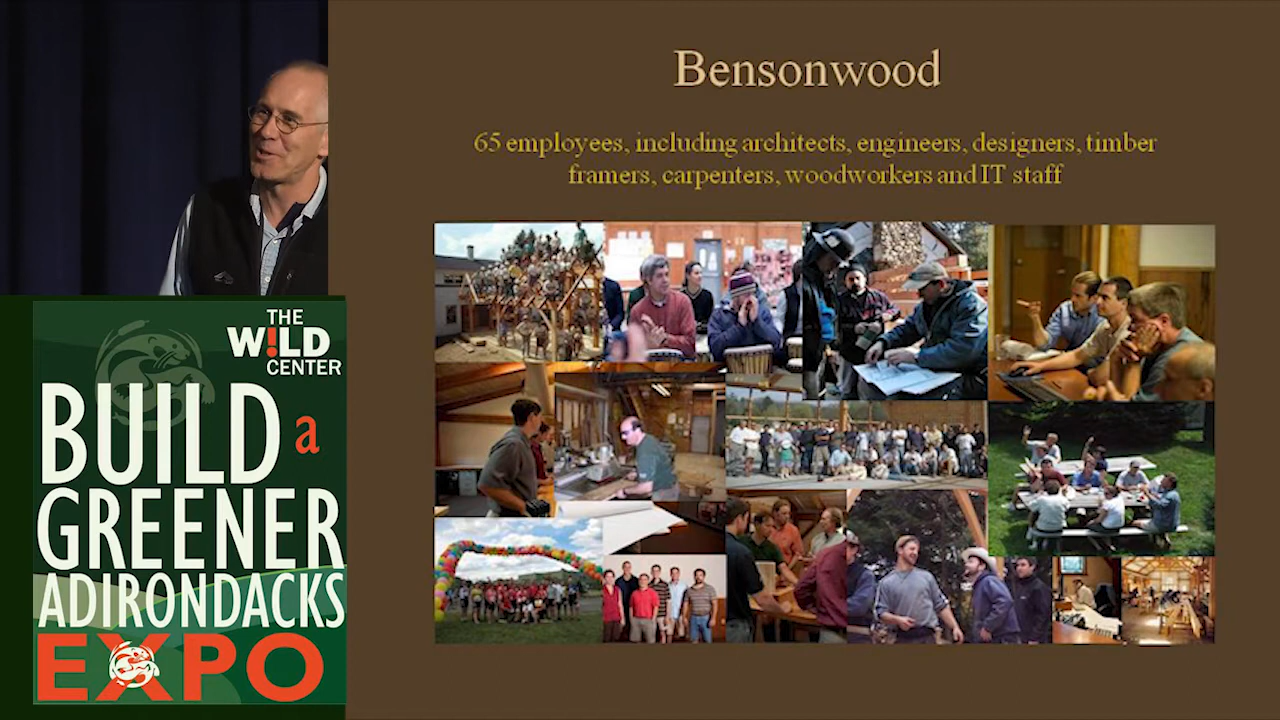 THE
W!LD
CENTER
BUILD a
GREENER
ADIRONDACKS
EXPO
Bensonwood
65 employees, including architects, engineers, designers, timber
framers, carpenters, woodworkers and IT staff